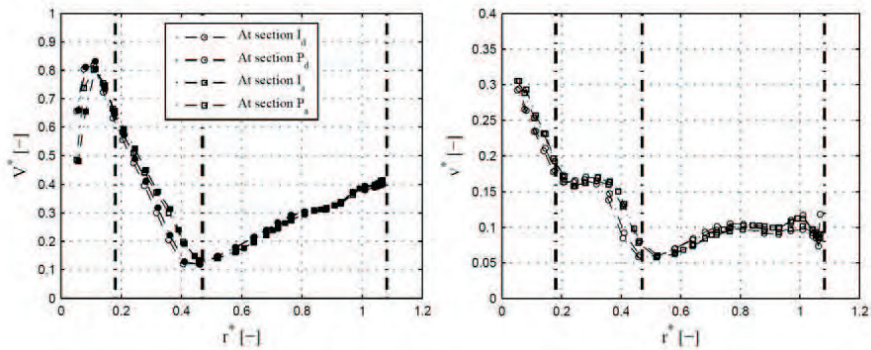 1
0.9
0.8
0.7
0.6
0.5
0.4
0.3
0.2
0.1
0
V* [−]
0 0.2 0.4 0.6 0.8 1 1.2
r* [−]
At section I_d
At section P_d
At section I_a
At section P_a
0.4
0.35
0.3
0.25
0.2
0.15
0.1
0.05
0
v* [−]
0 0.2 0.4 0.6 0.8 1 1.2
r* [−]